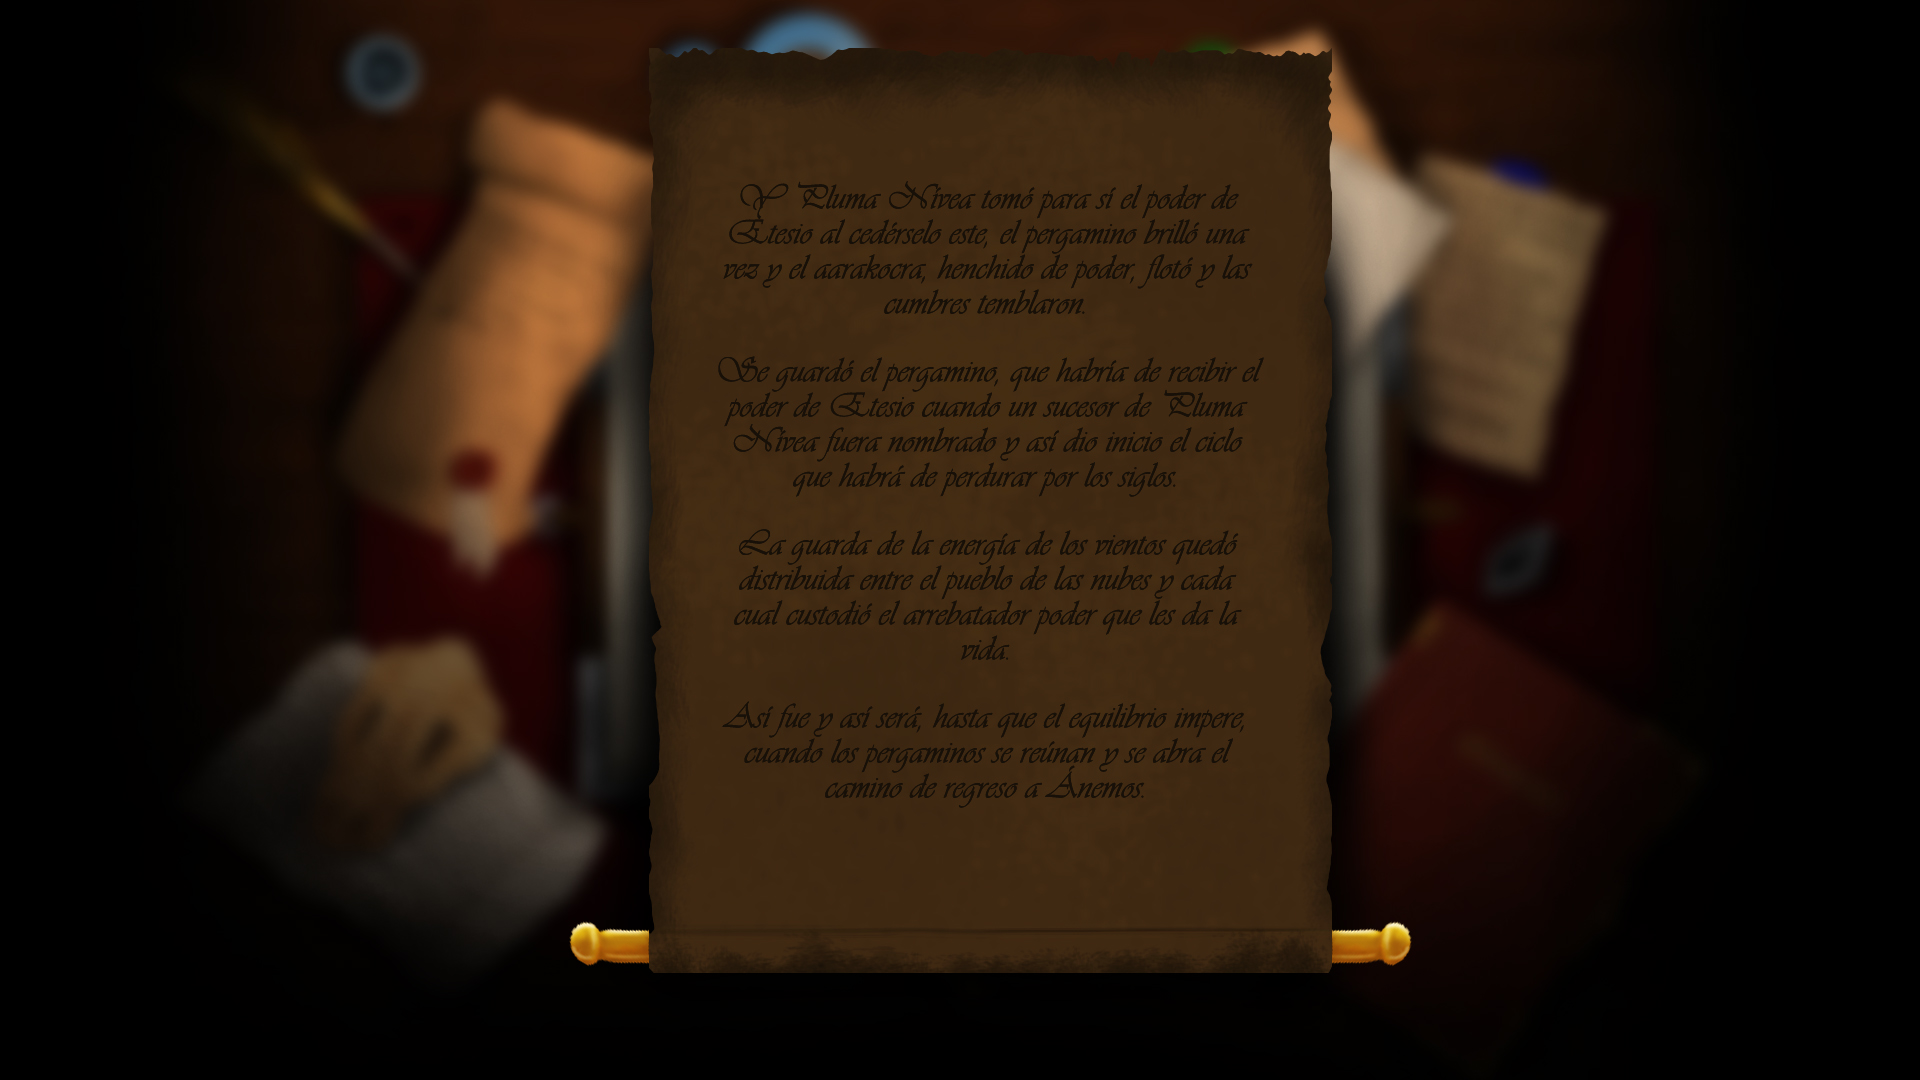 Y Pluma Nívea tomó para sí el poder de
Etesio al cedérselo este, el pergamino brilló una
vez y el aarakocra, henchido de poder, flotó y las
cumbres temblaron.
Se guardó el pergamino, que habría de recibir el
poder de Etesio cuando un sucesor de Pluma
Nívea fuera nombrado y así dio inicio el ciclo
que habrá de perdurar por los siglos.
La guarda de la energía de los vientos quedó
distribuida entre el pueblo de las nubes y cada
cual custodió el arrebatador poder que les da la
vida.
Así fue y así será, hasta que el equilibrio impere,
cuando los pergaminos se reúnan y se abra el
camino de regreso a Ánemos.